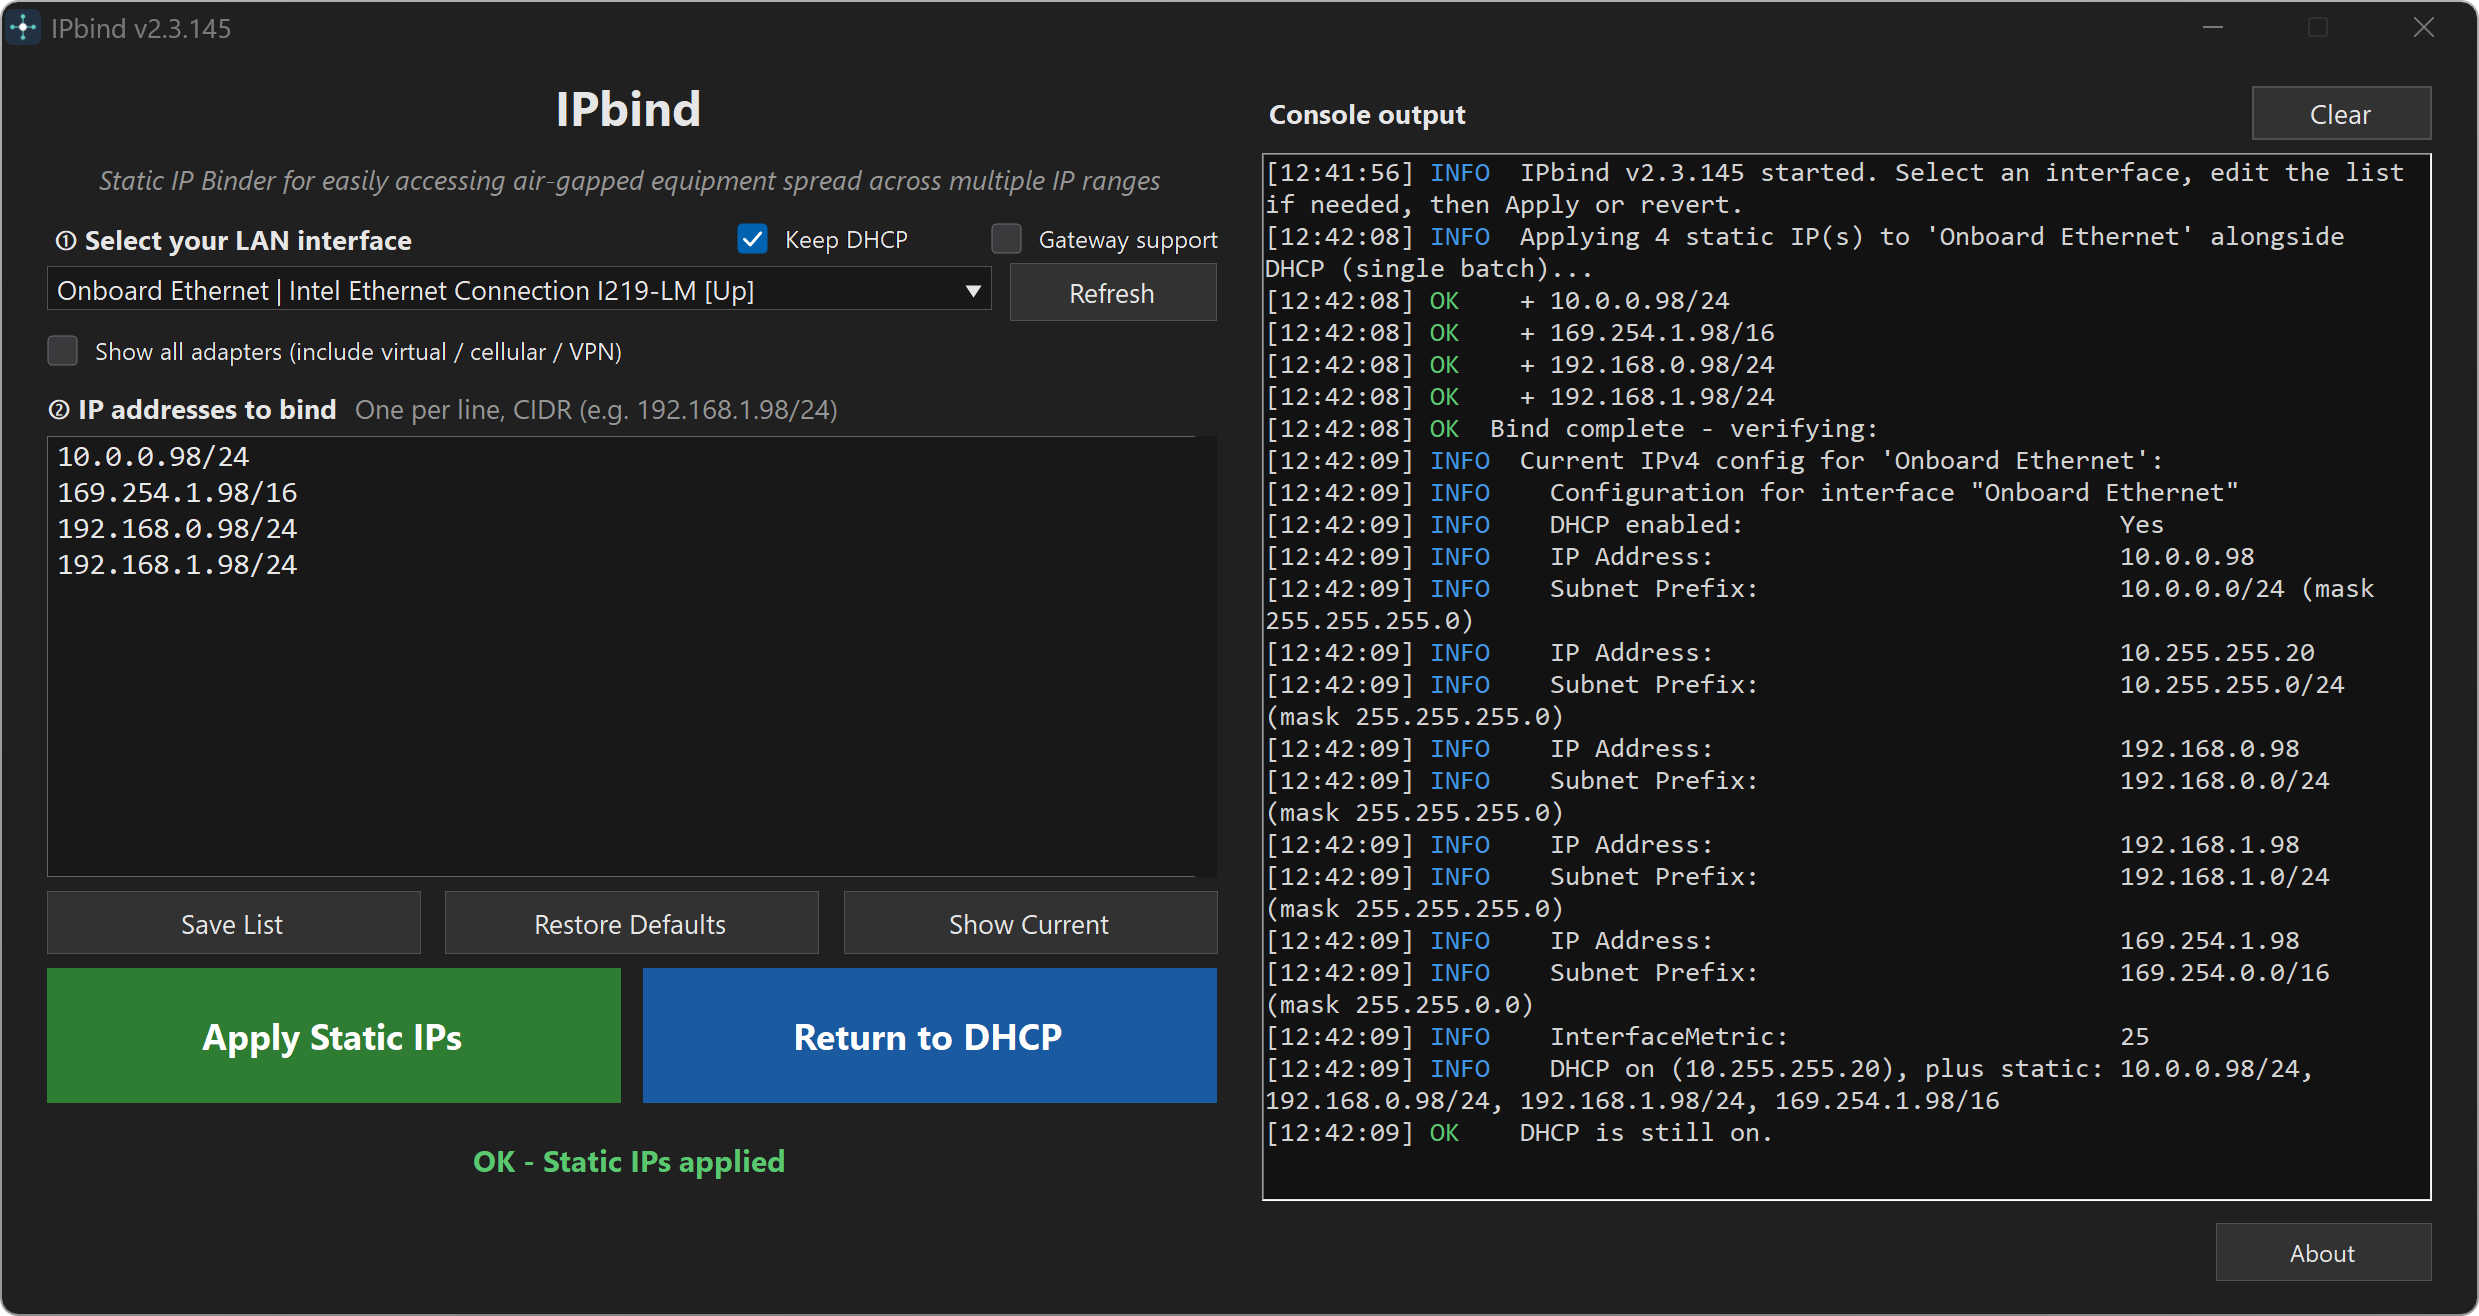 IPbind v2.3.145
IPbind
Static IP Binder for easily accessing air-gapped equipment spread across multiple IP ranges
① Select your LAN interface
Keep DHCP
Gateway support
Onboard Ethernet | Intel Ethernet Connection I219-LM [Up]
Refresh
Show all adapters (include virtual / cellular / VPN)
② IP addresses to bind One per line, CIDR (e.g. 192.168.1.98/24)
10.0.0.98/24
169.254.1.98/16
192.168.0.98/24
192.168.1.98/24
Save List
Restore Defaults
Show Current
Apply Static IPs
Return to DHCP
OK - Static IPs applied
Console output
Clear
[12:41:56] INFO IPbind v2.3.145 started. Select an interface, edit the list
if needed, then Apply or revert.
[12:42:08] INFO Applying 4 static IP(s) to 'Onboard Ethernet' alongside
DHCP (single batch)...
[12:42:08] OK + 10.0.0.98/24
[12:42:08] OK + 169.254.1.98/16
[12:42:08] OK + 192.168.0.98/24
[12:42:08] OK + 192.168.1.98/24
[12:42:08] OK Bind complete - verifying:
[12:42:09] INFO Current IPv4 config for 'Onboard Ethernet':
[12:42:09] INFO Configuration for interface "Onboard Ethernet"
[12:42:09] INFO DHCP enabled: Yes
[12:42:09] INFO IP Address: 10.0.0.98
[12:42:09] INFO Subnet Prefix: 10.0.0.0/24 (mask
255.255.255.0)
[12:42:09] INFO IP Address: 10.255.255.20
[12:42:09] INFO Subnet Prefix: 10.255.255.0/24
(mask 255.255.255.0)
[12:42:09] INFO IP Address: 192.168.0.98
[12:42:09] INFO Subnet Prefix: 192.168.0.0/24
(mask 255.255.255.0)
[12:42:09] INFO IP Address: 192.168.1.98
[12:42:09] INFO Subnet Prefix: 192.168.1.0/24
(mask 255.255.255.0)
[12:42:09] INFO IP Address: 169.254.1.98
[12:42:09] INFO Subnet Prefix: 169.254.0.0/16
(mask 255.255.0.0)
[12:42:09] INFO InterfaceMetric: 25
[12:42:09] INFO DHCP on (10.255.255.20), plus static: 10.0.0.98/24,
192.168.0.98/24, 192.168.1.98/24, 169.254.1.98/16
[12:42:09] OK DHCP is still on.
About